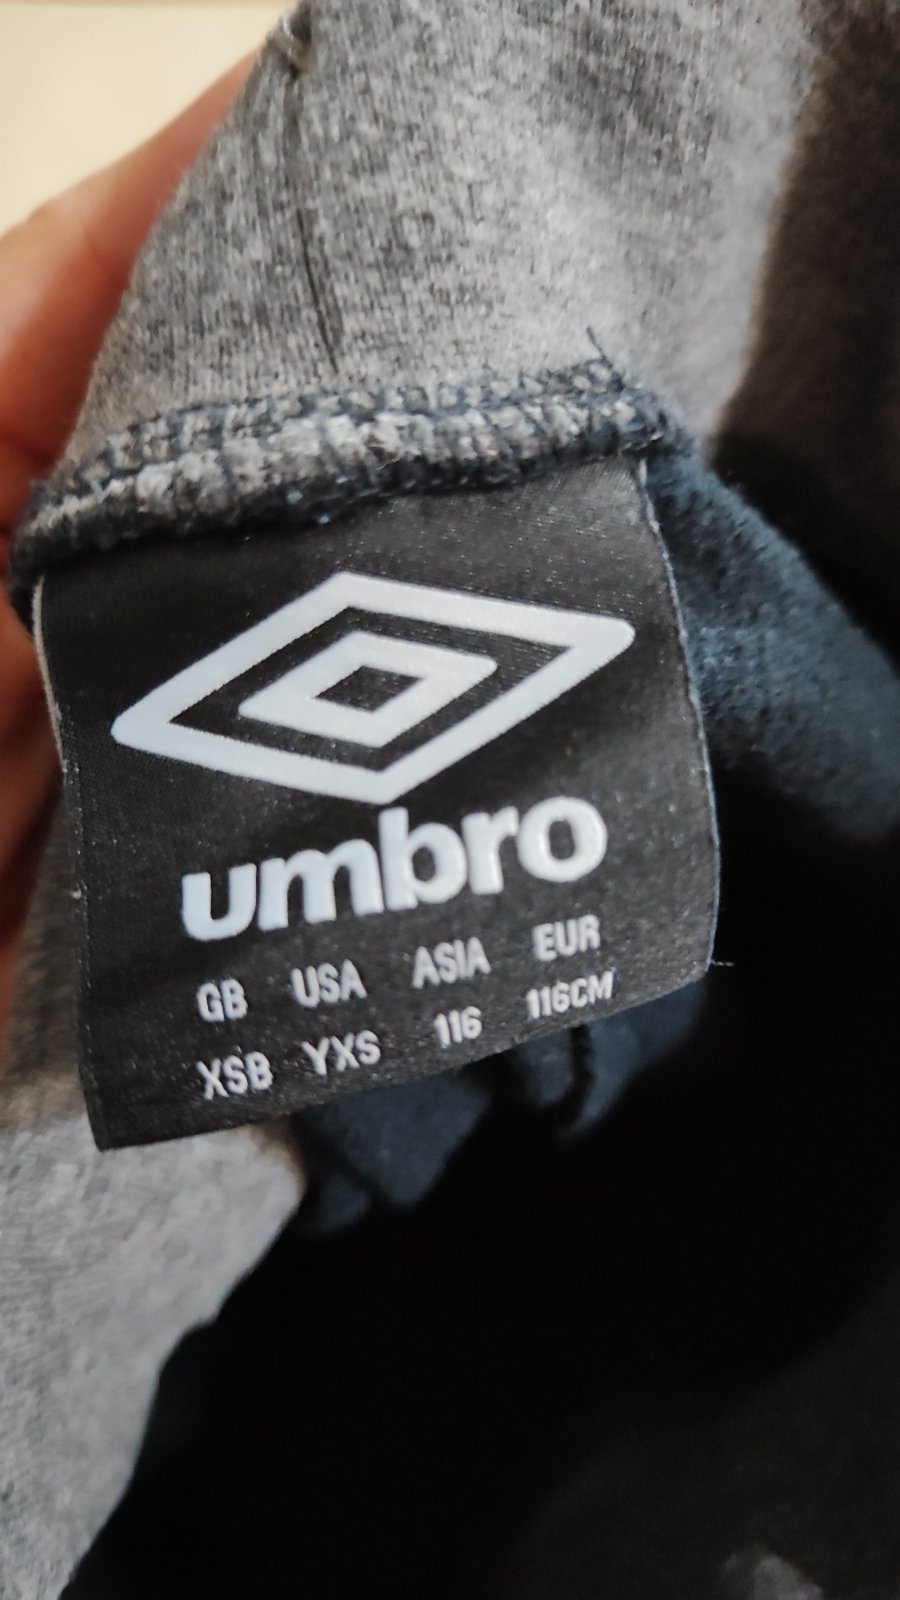 umbro
GB USA ASIA EUR
XSB YXS 116 116CM